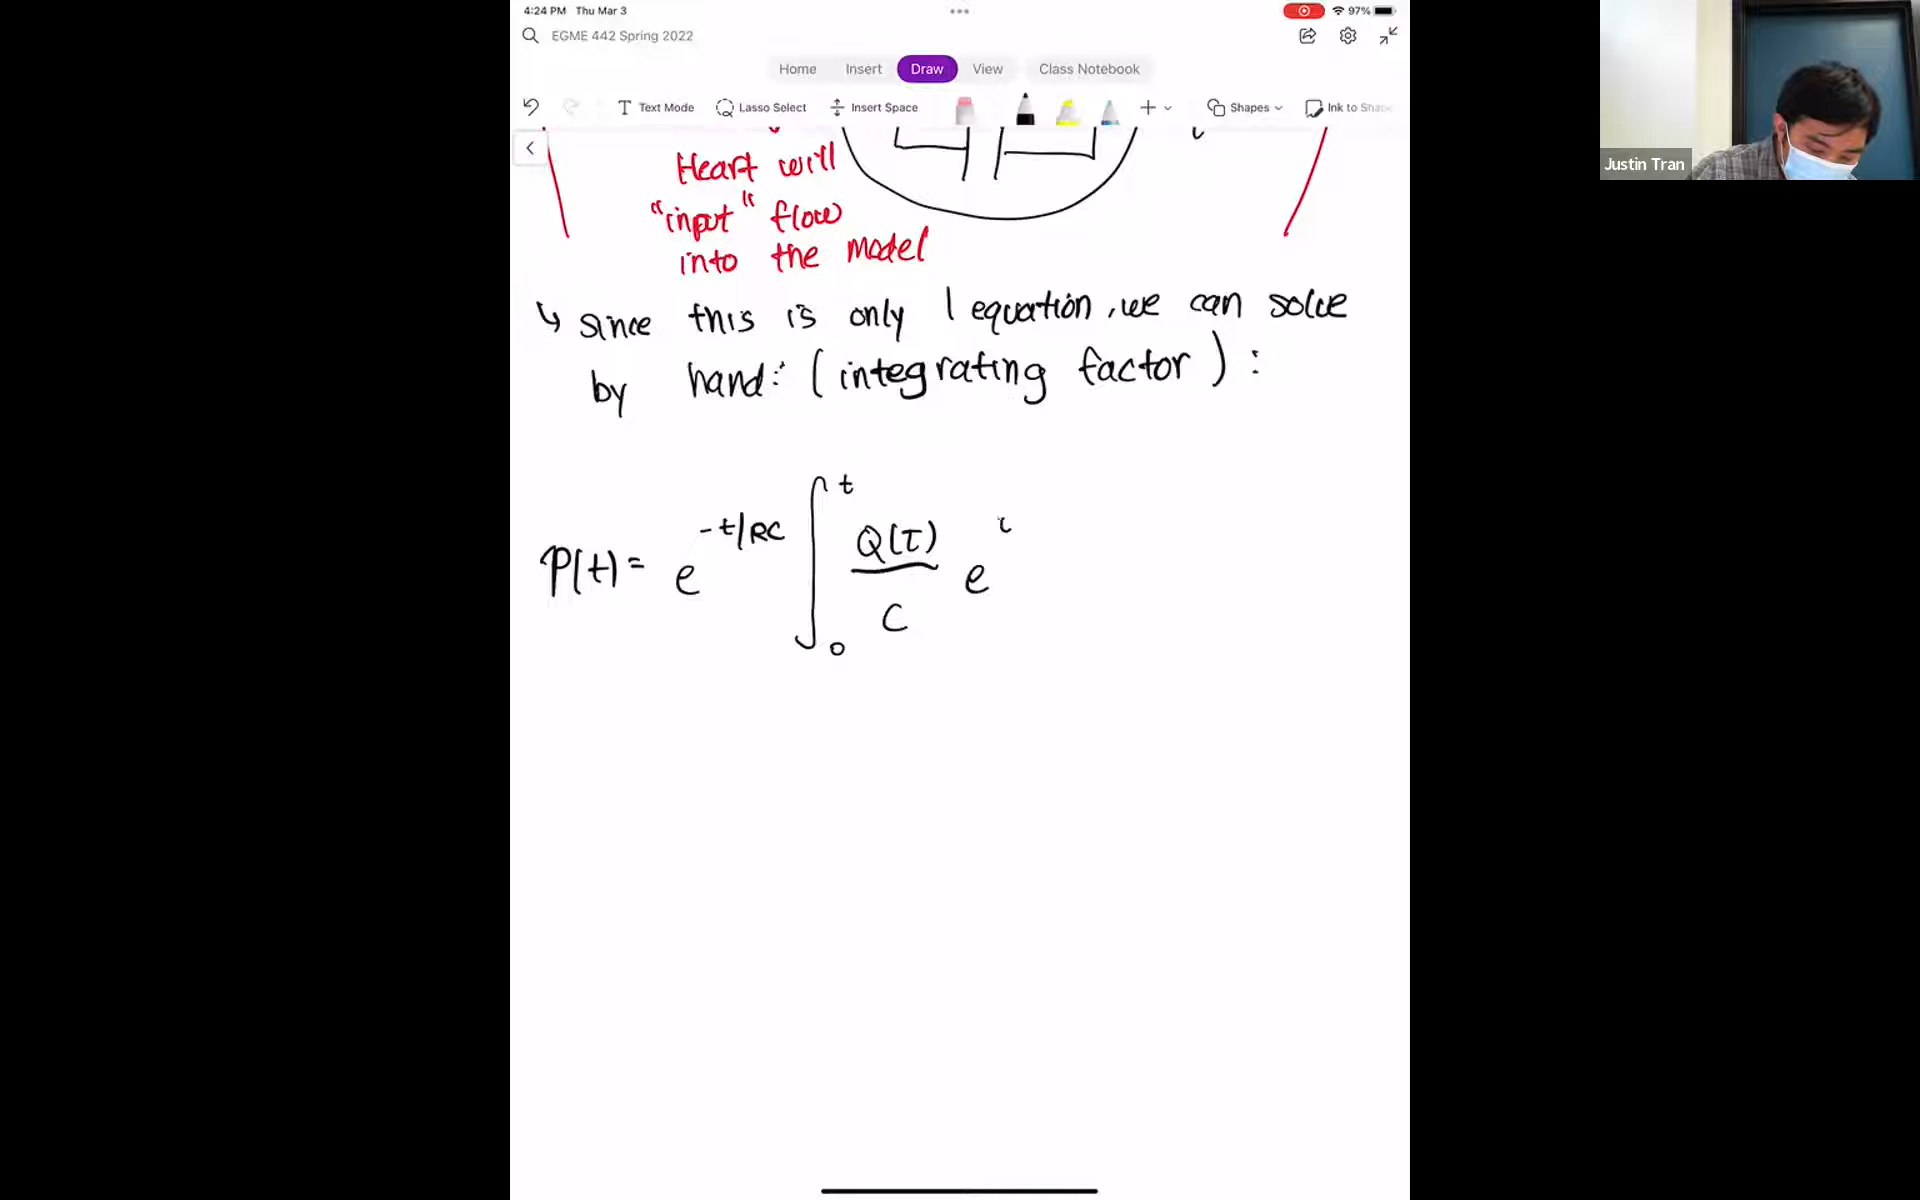 4:24 PM Thu Mar 3
97%
EGME 442 Spring 2022
Home Insert Draw View Class Notebook
Text Mode Lasso Select Insert Space Shapes Ink to Shape
Justin Tran
Heart will
"input" flow
into the model
↳ since this is only 1 equation, we can solve
by hand: (integrating factor):
P(t) = e^{-t/RC} ∫_0^t Q(τ)/C e